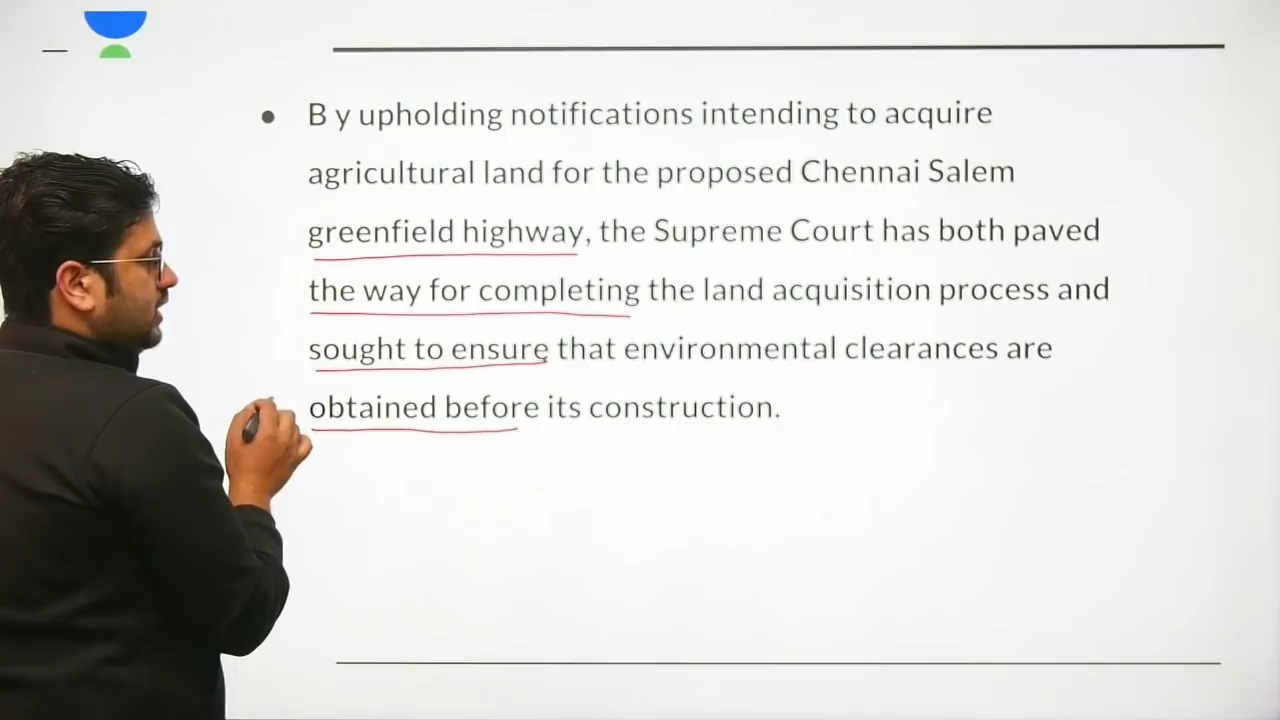 B y upholding notifications intending to acquire
agricultural land for the proposed Chennai Salem
greenfield highway, the Supreme Court has both paved
the way for completing the land acquisition process and
sought to ensure that environmental clearances are
obtained before its construction.